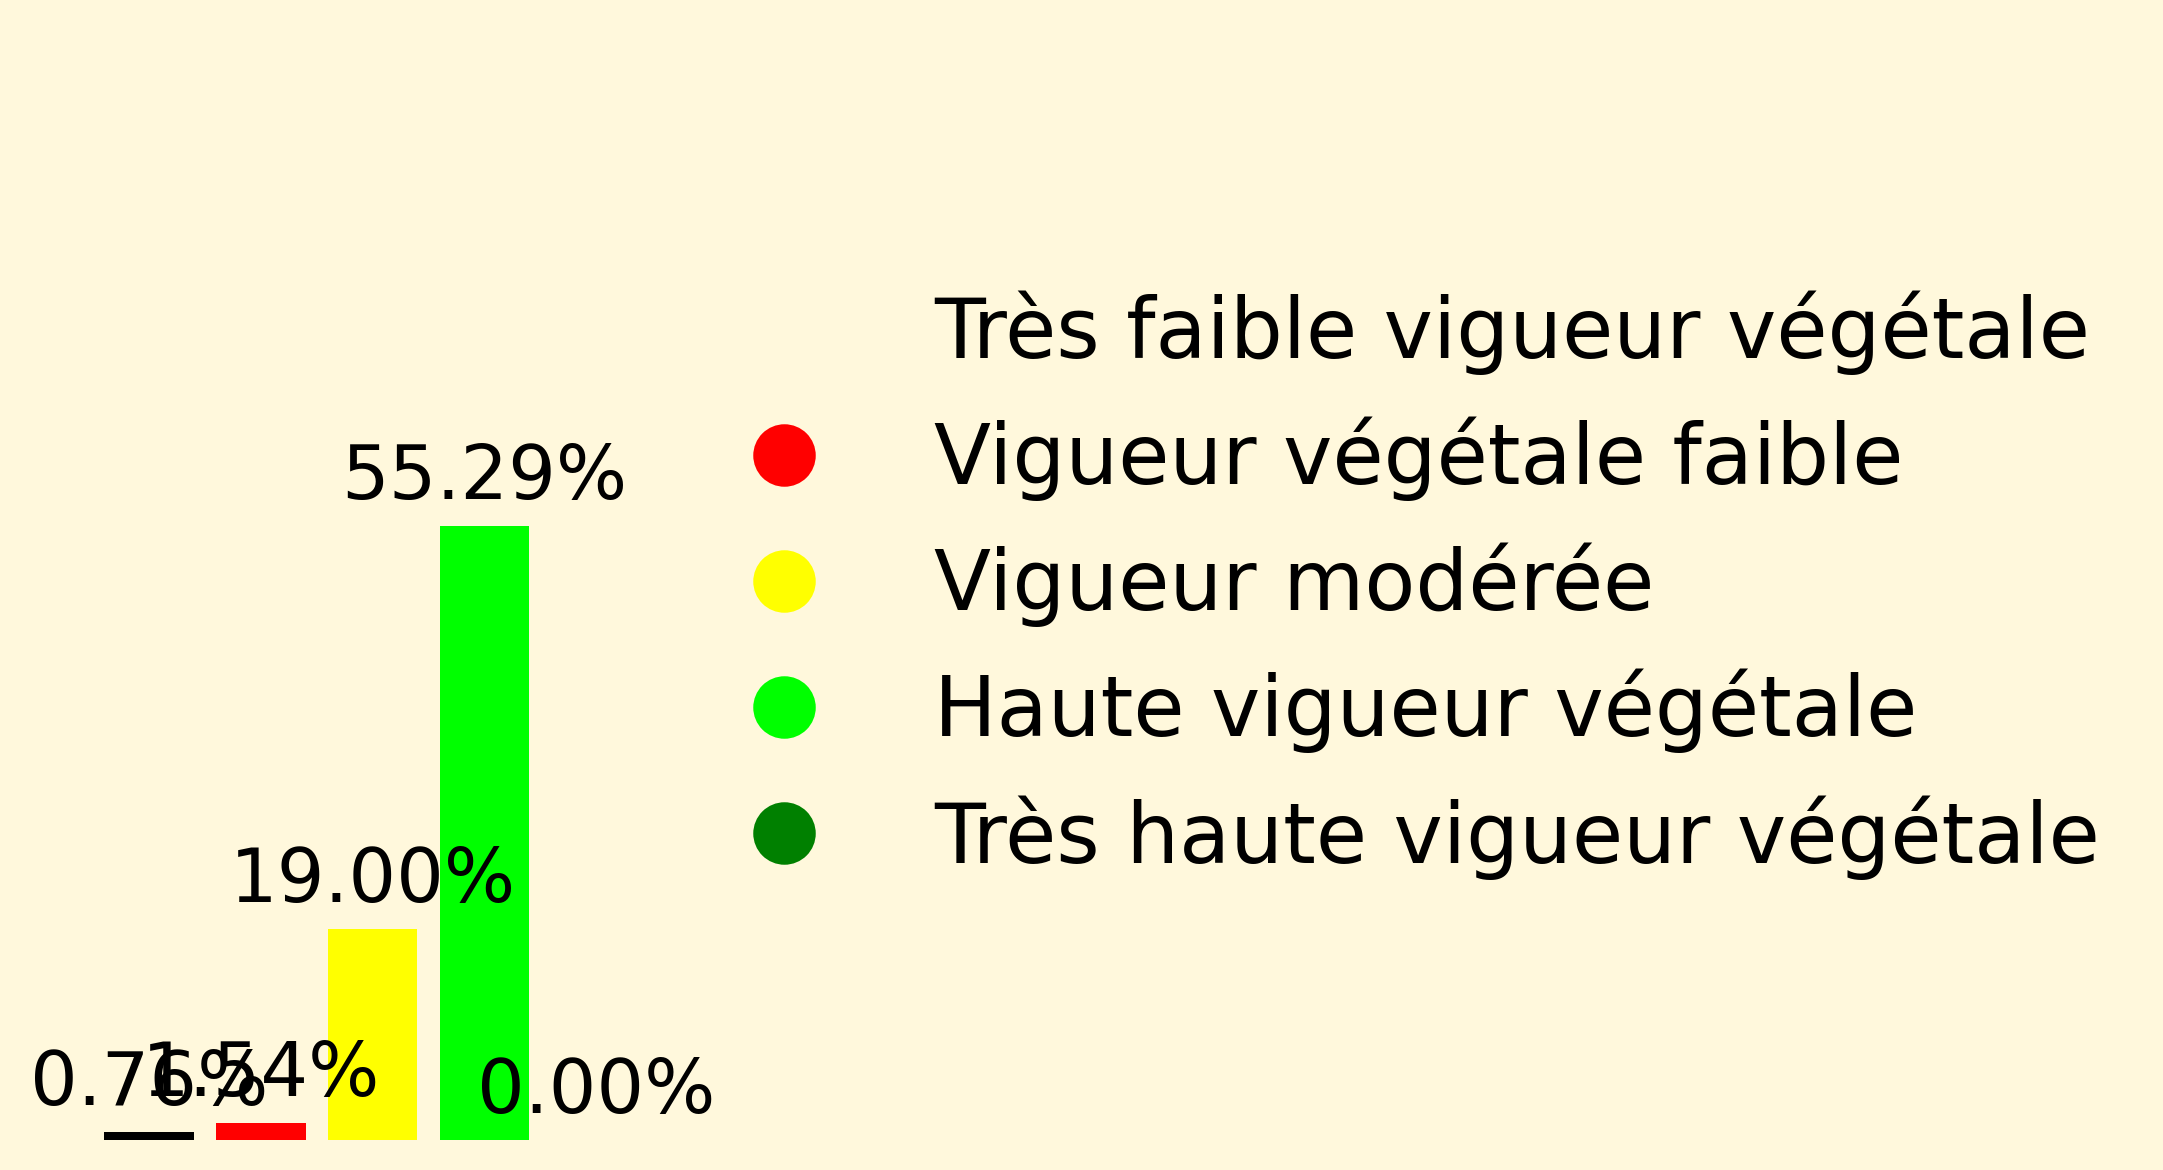 Très faible vigueur végétale
Vigueur végétale faible
55.29%
Vigueur modérée
Haute vigueur végétale
Très haute vigueur végétale
19.00%
0.76%
1.54%
0.00%